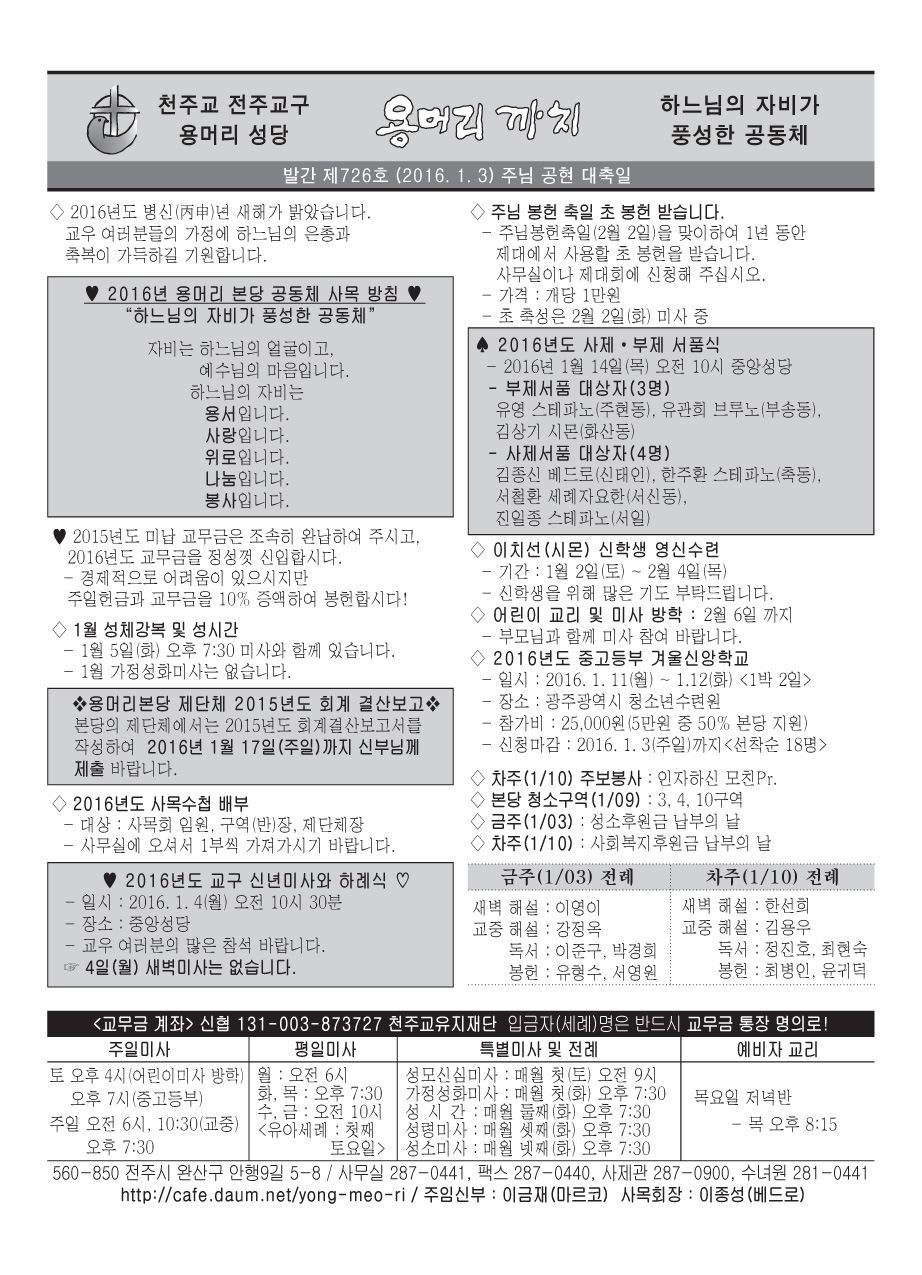 천주교 전주교구
용머리 성당
용머리 까치
하느님의 자비가
풍성한 공동체
발간 제726호 (2016. 1. 3) 주님 공현 대축일
◇ 2016년도 병신(丙申)년 새해가 밝았습니다.
교우 여러분들의 가정에 하느님의 은총과
축복이 가득하길 기원합니다.
♥ 2016년 용머리 본당 공동체 사목 방침 ♥
“하느님의 자비가 풍성한 공동체”
자비는 하느님의 얼굴이고,
예수님의 마음입니다.
하느님의 자비는
용서입니다.
사랑입니다.
위로입니다.
나눔입니다.
봉사입니다.
♥ 2015년도 미납 교무금은 조속히 완납하여 주시고,
2016년도 교무금을 정성껏 신입합시다.
- 경제적으로 어려움이 있으시지만
주일헌금과 교무금을 10% 증액하여 봉헌합시다!
◇ 1월 성체강복 및 성시간
- 1월 5일(화) 오후 7:30 미사와 함께 있습니다.
- 1월 가정성화미사는 없습니다.
❖용머리본당 제단체 2015년도 회계 결산보고❖
본당의 제단체에서는 2015년도 회계결산보고서를
작성하여 2016년 1월 17일(주일)까지 신부님께
제출 바랍니다.
◇ 2016년도 사목수첩 배부
- 대상 : 사목회 임원, 구역(반)장, 제단체장
- 사무실에 오셔서 1부씩 가져가시기 바랍니다.
♥ 2016년도 교구 신년미사와 하례식 ♡
- 일시 : 2016. 1. 4(월) 오전 10시 30분
- 장소 : 중앙성당
- 교우 여러분의 많은 참석 바랍니다.
☞ 4일(월) 새벽미사는 없습니다.
◇ 주님 봉헌 축일 초 봉헌 받습니다.
- 주님봉헌축일(2월 2일)을 맞이하여 1년 동안
제대에서 사용할 초 봉헌을 받습니다.
사무실이나 제대회에 신청해 주십시오.
- 가격 : 개당 1만원
- 초 축성은 2월 2일(화) 미사 중
♠ 2016년도 사제・부제 서품식
- 2016년 1월 14일(목) 오전 10시 중앙성당
- 부제서품 대상자(3명)
유영 스테파노(주현동), 유관희 브루노(부송동),
김상기 시몬(화산동)
- 사제서품 대상자(4명)
김종신 베드로(신태인), 한주환 스테파노(축동),
서철환 세례자요한(서신동),
진일종 스테파노(서일)
◇ 이치선(시몬) 신학생 영신수련
- 기간 : 1월 2일(토) ~ 2월 4일(목)
- 신학생을 위해 많은 기도 부탁드립니다.
◇ 어린이 교리 및 미사 방학 : 2월 6일 까지
- 부모님과 함께 미사 참여 바랍니다.
◇ 2016년도 중고등부 겨울신앙학교
- 일시 : 2016. 1. 11(월) ~ 1.12(화) <1박 2일>
- 장소 : 광주광역시 청소년수련원
- 참가비 : 25,000원(5만원 중 50% 본당 지원)
- 신청마감 : 2016. 1. 3(주일)까지<선착순 18명>
◇ 차주(1/10) 주보봉사 : 인자하신 모친Pr.
◇ 본당 청소구역(1/09) : 3, 4, 10구역
◇ 금주(1/03) : 성소후원금 납부의 날
◇ 차주(1/10) : 사회복지후원금 납부의 날
금주(1/03) 전례
새벽 해설 : 이영이
교중 해설 : 강정옥
독서 : 이준구, 박경희
봉헌 : 유형수, 서영원
차주(1/10) 전례
새벽 해설 : 한선희
교중 해설 : 김용우
독서 : 정진호, 최현숙
봉헌 : 최병인, 윤귀덕
<교무금 계좌> 신협 131-003-873727 천주교유지재단 입금자(세례)명은 반드시 교무금 통장 명의로!
주일미사
토 오후 4시(어린이미사 방학)
오후 7시(중고등부)
주일 오전 6시, 10:30(교중)
오후 7:30
평일미사
월 : 오전 6시
화, 목 : 오후 7:30
수, 금 : 오전 10시
<유아세례 : 첫째
토요일>
특별미사 및 전례
성모신심미사 : 매월 첫(토) 오전 9시
가정성화미사 : 매월 첫(화) 오후 7:30
성 시 간 : 매월 둘째(화) 오후 7:30
성령미사 : 매월 셋째(화) 오후 7:30
성소미사 : 매월 넷째(화) 오후 7:30
예비자 교리
목요일 저녁반
- 목 오후 8:15
560-850 전주시 완산구 안행9길 5-8 / 사무실 287-0441, 팩스 287-0440, 사제관 287-0900, 수녀원 281-0441
http://cafe.daum.net/yong-meo-ri / 주임신부 : 이금재(마르코) 사목회장 : 이종성(베드로)